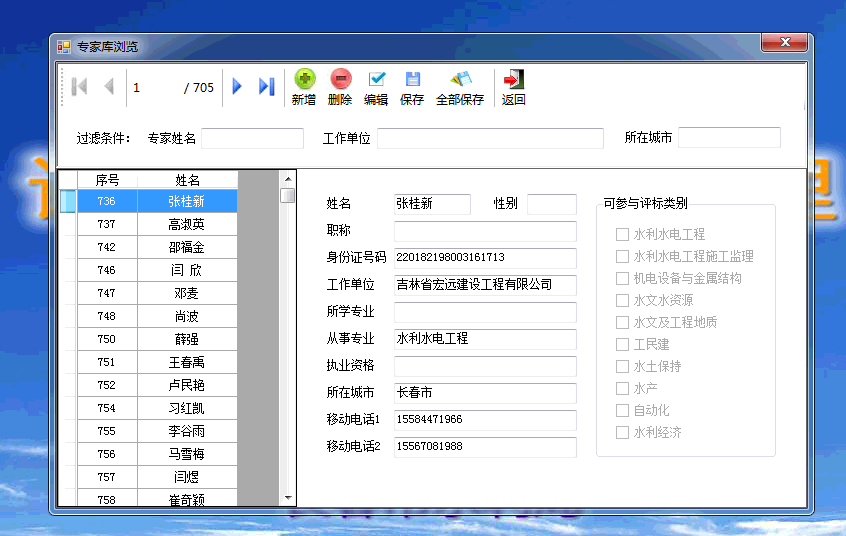 专家库浏览
1 / 705
新增 删除 编辑 保存 全部保存 返回
过滤条件： 专家姓名 工作单位 所在城市
序号 姓名
736 张桂新
737 高淑英
742 邵福金
746 闫 欣
747 邓麦
748 尚波
750 薛强
751 王春禹
752 卢民艳
754 习红凯
755 李谷雨
756 马雪梅
757 闫煜
758 崔奇颖
姓名 张桂新 性别
职称
身份证号码 220182198003161713
工作单位 吉林省宏远建设工程有限公司
所学专业
从事专业 水利水电工程
执业资格
所在城市 长春市
移动电话1 15584471966
移动电话2 15567081988
可参与评标类别
水利水电工程
水利水电工程施工监理
机电设备与金属结构
水文水资源
水文及工程地质
工民建
水土保持
水产
自动化
水利经济